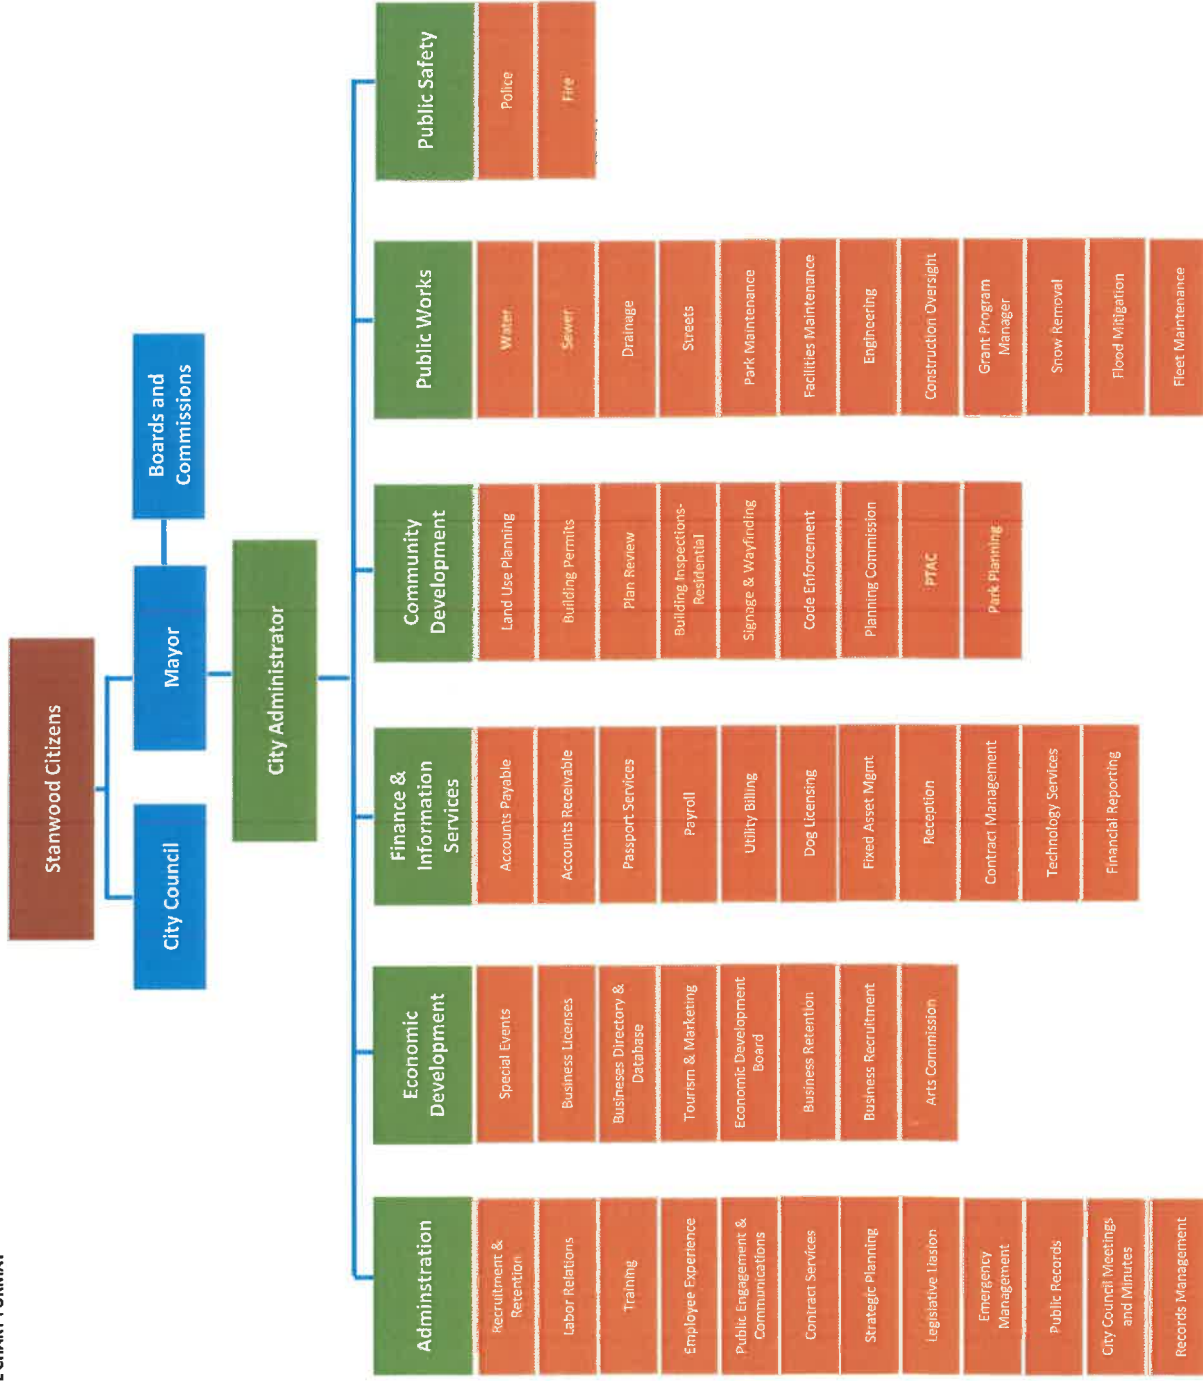 CHART FORMAT
Stanwood Citizens
City Council
Mayor
Boards and
Commissions
City Administrator
Adminstration
Recruitment &
Retention
Labor Relations
Training
Employee Experience
Public Engagement &
Communications
Contract Services
Strategic Planning
Legislative Liasion
Emergency
Management
Public Records
City Council Meetings
and Minutes
Records Management
Economic
Development
Special Events
Business Licenses
Busineses Directory &
Database
Tourism & Marketing
Economic Development
Board
Business Retention
Business Recruitment
Arts Commission
Finance &
Information
Services
Accounts Payable
Accounts Receivable
Passport Services
Payroll
Utility Billing
Dog Licensing
Fixed Asset Mgmt
Reception
Contract Management
Technology Services
Financial Reporting
Community
Development
Land Use Planning
Building Permits
Plan Review
Building Inspections-
Residential
Signage & Wayfinding
Code Enforcement
Planning Commission
PTAC
Park Planning
Public Works
Water
Sewer
Drainage
Streets
Park Maintenance
Facilities Maintenance
Engineering
Construction Oversight
Grant Program
Manager
Snow Removal
Flood Mitigation
Fleet Maintenance
Public Safety
Police
Fire